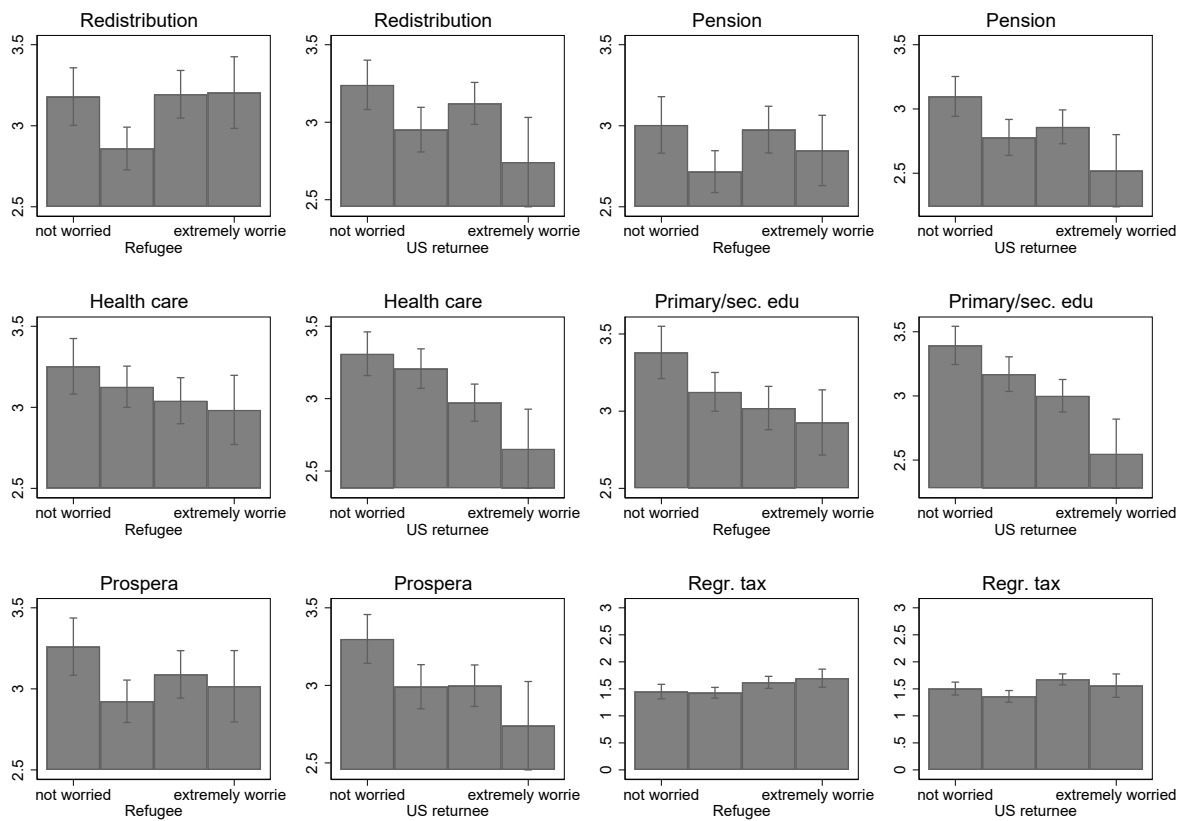 Redistribution
3.5
3
2.5
not worried extremely worrie
Refugee
Redistribution
3.5
3
2.5
not worried extremely worrie
US returnee
Pension
3.5
3
2.5
not worried extremely worrie
Refugee
Pension
3.5
3
2.5
not worried extremely worried
US returnee
Health care
3.5
3
2.5
not worried extremely worrie
Refugee
Health care
3.5
3
2.5
not worried extremely worrie
US returnee
Primary/sec. edu
3.5
3
2.5
not worried extremely worrie
Refugee
Primary/sec. edu
3.5
3
2.5
not worried extremely worried
US returnee
Prospera
3.5
3
2.5
not worried extremely worrie
Refugee
Prospera
3.5
3
2.5
not worried extremely worrie
US returnee
Regr. tax
3
2.5
2
1.5
1
.5
0
not worried extremely worrie
Refugee
Regr. tax
3
2.5
2
1.5
1
.5
0
not worried extremely worried
US returnee